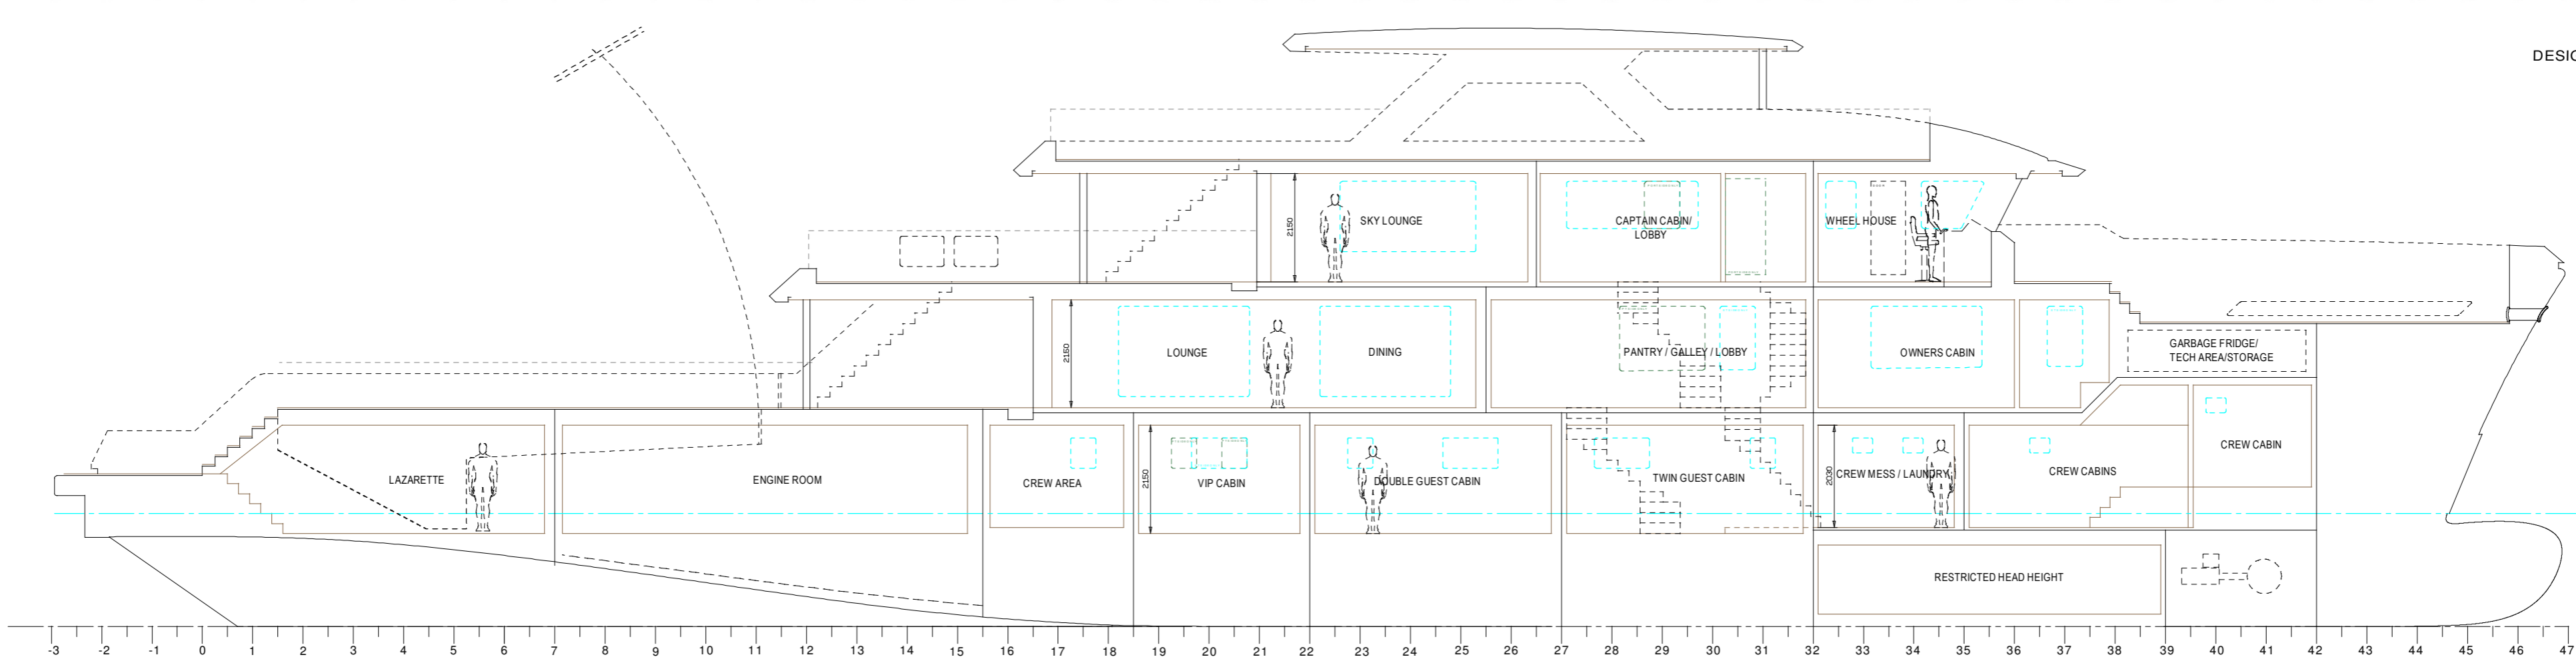 DESIG
2150
SKY LOUNGE
CAPTAIN CABIN/
LOBBY
WHEEL HOUSE
2150
LOUNGE
DINING
PANTRY / GALLEY / LOBBY
OWNERS CABIN
GARBAGE FRIDGE/
TECH AREA/STORAGE
LAZARETTE
ENGINE ROOM
CREW AREA
2150
VIP CABIN
DOUBLE GUEST CABIN
TWIN GUEST CABIN
2030
CREW MESS / LAUNDRY
CREW CABINS
CREW CABIN
RESTRICTED HEAD HEIGHT
-3 -2 -1 0 1 2 3 4 5 6 7 8 9 10 11 12 13 14 15 16 17 18 19 20 21 22 23 24 25 26 27 28 29 30 31 32 33 34 35 36 37 38 39 40 41 42 43 44 45 46 47